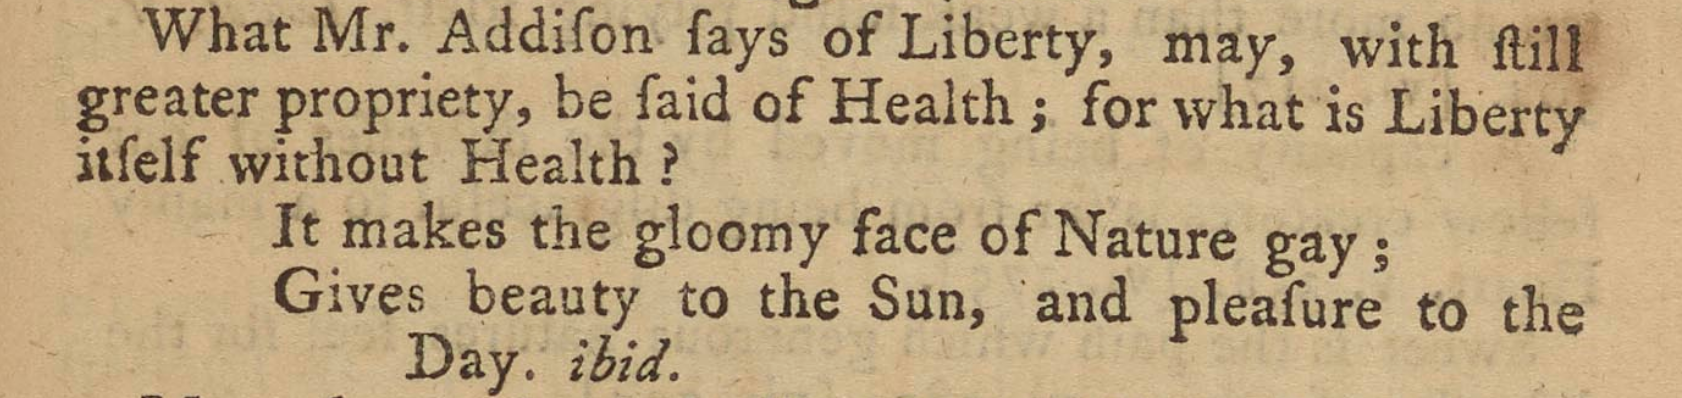 What Mr. Addiſon ſays of Liberty, may, with ſtill
greater propriety, be ſaid of Health ; for what is Liberty
itſelf without Health ?
It makes the gloomy face of Nature gay ;
Gives beauty to the Sun, and pleaſure to the
Day. ibid.